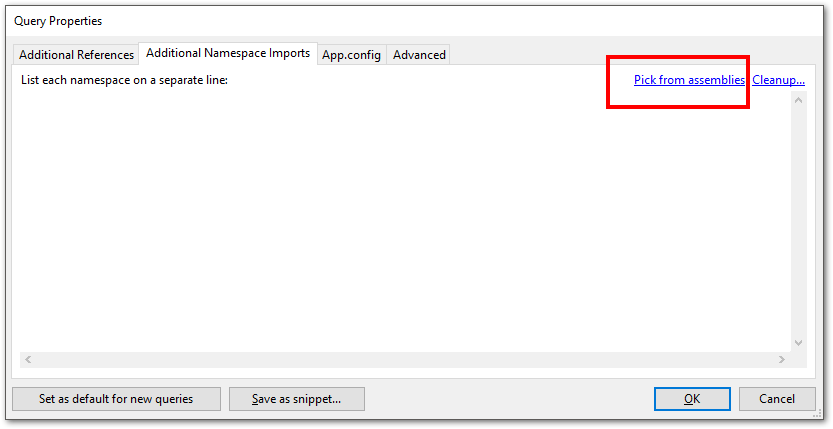 Query Properties
Additional References Additional Namespace Imports App.config Advanced
List each namespace on a separate line: Pick from assemblies Cleanup...
Set as default for new queries Save as snippet... OK Cancel